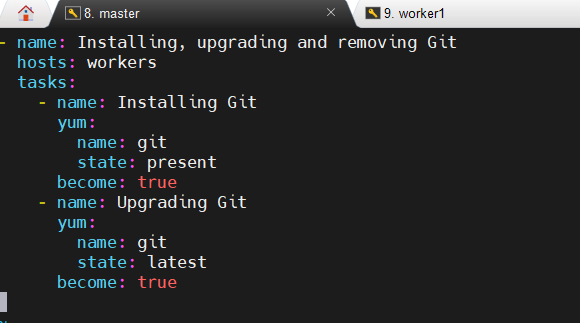 8. master
9. worker1
- name: Installing, upgrading and removing Git
  hosts: workers
  tasks:
    - name: Installing Git
      yum:
        name: git
        state: present
      become: true
    - name: Upgrading Git
      yum:
        name: git
        state: latest
      become: true
~